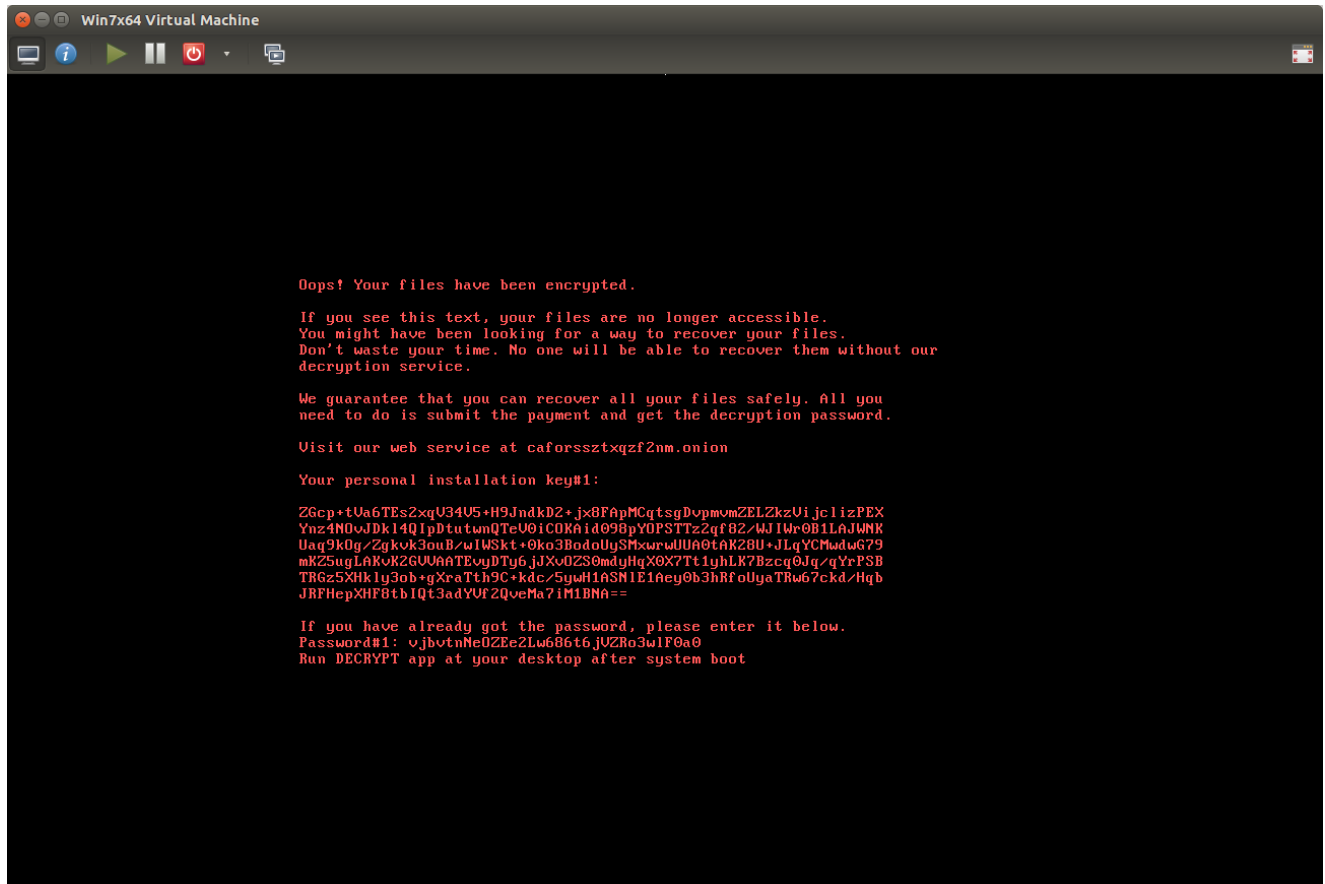 Win7x64 Virtual Machine
Oops! Your files have been encrypted.
If you see this text, your files are no longer accessible.
You might have been looking for a way to recover your files.
Don't waste your time. No one will be able to recover them without our
decryption service.
We guarantee that you can recover all your files safely. All you
need to do is submit the payment and get the decryption password.
Visit our web service at caforssztxqzf2nm.onion
Your personal installation key#1:
ZGcp+tVa6TEs2xqV34V5+H9JndkD2+jx8FApMCqtsgDvpmvmZELZkzVijclizPEX
Ynz4NOvJDkl4QIpDtutwnQTeV0iCOKAid098pYOPSTTz2qf82/WJIWr0B1LAJWNK
Uaq9kOg/Zgkvk3ouB/wIWSkt+0ko3BodoUySMxwrwUUA0tAK28U+JLqYCMwdwG79
mKZ5ugLAKvK2GVVAATEvyDTy6jJXvOZS0mdyHqX0X7Tt1yhLK7Bzcq0Jq/qYrPSB
TRGz5XHkly3ob+gXraTth9C+kdc/5ywH1ASNlE1Aey0b3hRfoUyaTRw67ckd/Hqb
JRFHepXHF8tbIQt3adYVf2QveMa7iM1BNA==
If you have already got the password, please enter it below.
Password#1: vjbvtnNeOZEe2Lw686t6jVZRo3wlF0a0
Run DECRYPT app at your desktop after system boot